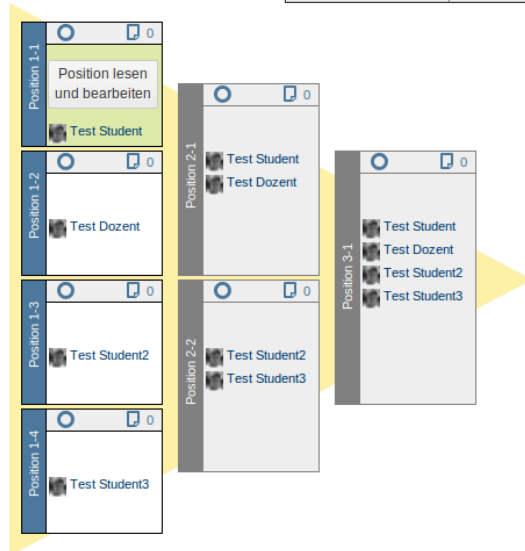 Position 1-1
0
Position lesen
und bearbeiten
Test Student
Position 1-2
0
Test Dozent
Position 1-3
0
Test Student2
Position 1-4
0
Test Student3
Position 2-1
0
Test Student
Test Dozent
Position 2-2
0
Test Student2
Test Student3
Position 3-1
0
Test Student
Test Dozent
Test Student2
Test Student3